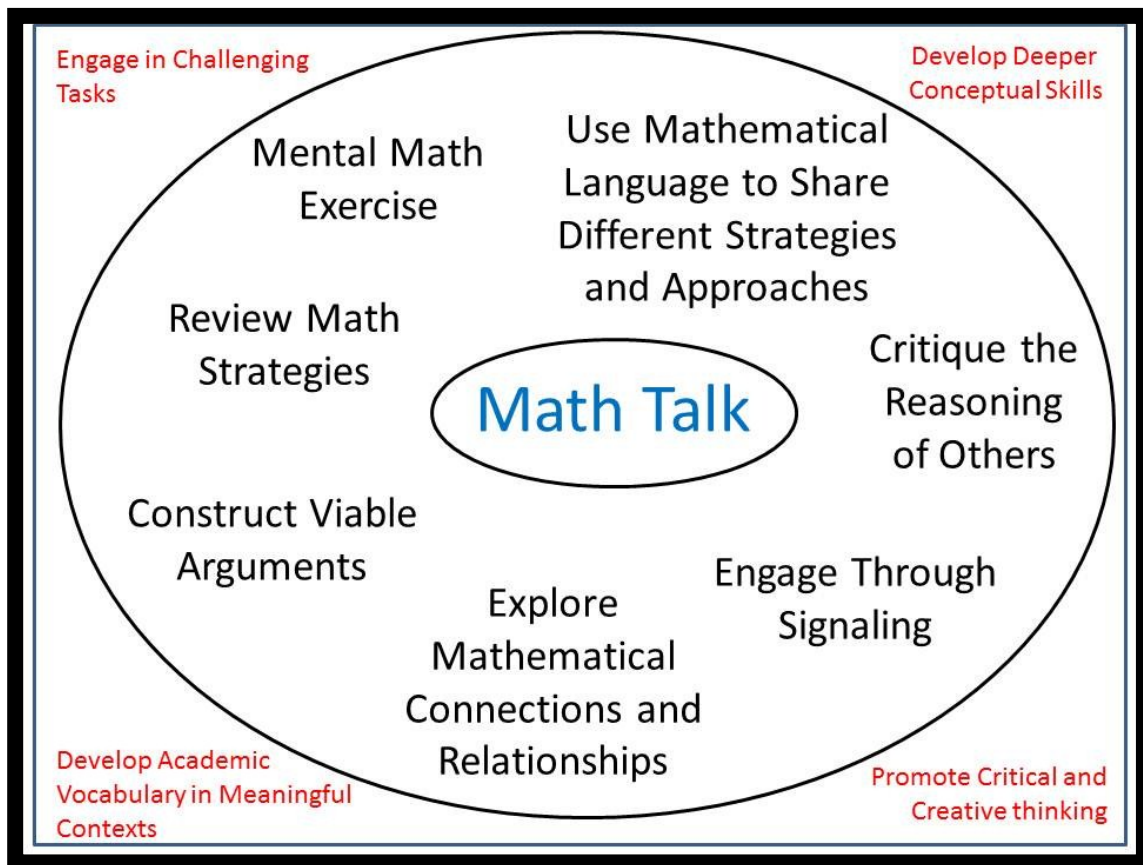 Engage in Challenging
Tasks
Develop Deeper
Conceptual Skills
Mental Math
Exercise
Use Mathematical
Language to Share
Different Strategies
and Approaches
Review Math
Strategies
Math Talk
Critique the
Reasoning
of Others
Construct Viable
Arguments
Explore
Mathematical
Connections and
Relationships
Engage Through
Signaling
Develop Academic
Vocabulary in Meaningful
Contexts
Promote Critical and
Creative thinking